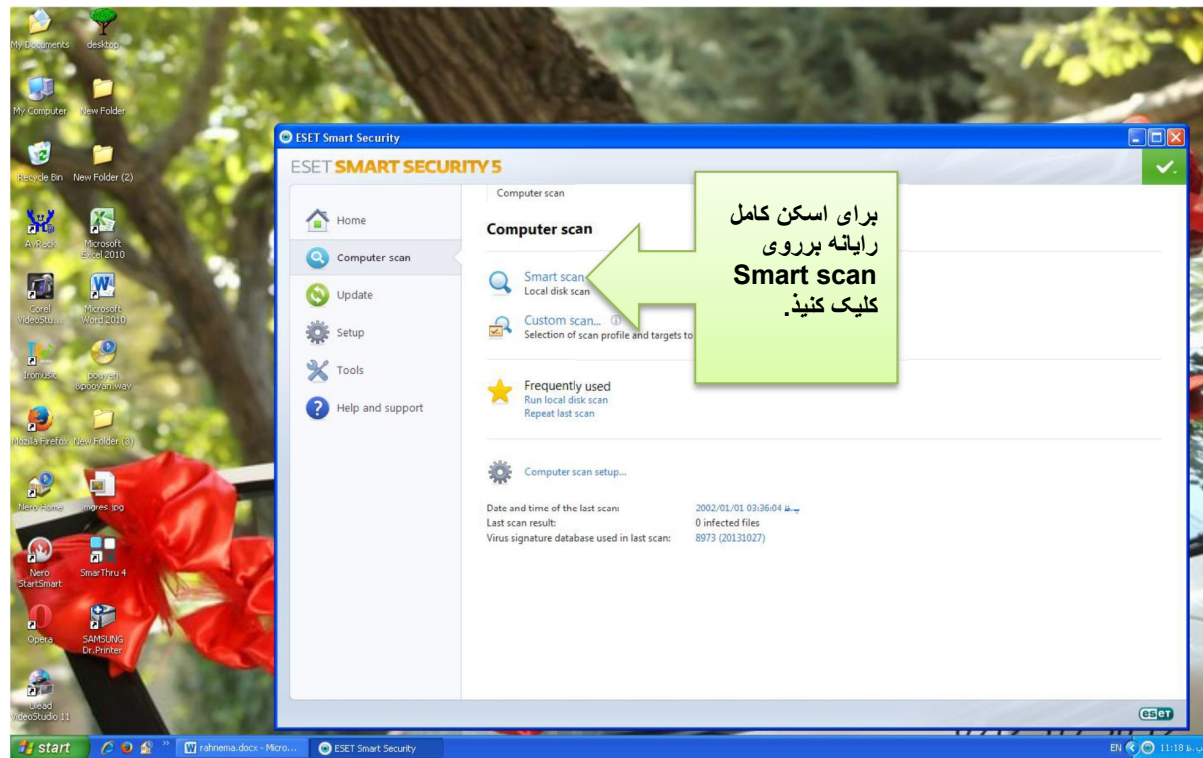 My Documents
desktop
My Computer
New Folder
Recycle Bin
New Folder (2)
AvRack
Microsoft
Excel 2010
Corel
VideoStu...
Microsoft
Word 2010
dromusic
pouyan
&pooyan.wav
Mozilla Firefox
New Folder (3)
Nero Home
imgres.jpg
Nero
StartSmart
SmarThru 4
Opera
SAMSUNG
Dr.Printer
Ulead
VideoStudio 11
ESET Smart Security
ESET SMART SECURITY 5
Home
Computer scan
Update
Setup
Tools
Help and support
Computer scan
Computer scan
Smart scan
Local disk scan
Custom scan...
Selection of scan profile and targets to
Frequently used
Run local disk scan
Repeat last scan
Computer scan setup...
Date and time of the last scan: 2002/01/01 03:36:04 ب.ظ
Last scan result: 0 infected files
Virus signature database used in last scan: 8973 (20131027)
برای اسکن کامل
رایانه برروی
Smart scan
کلیک کنیذ.
eset
start
rahnema.docx - Micro...
ESET Smart Security
EN
11:18 ب.ظ